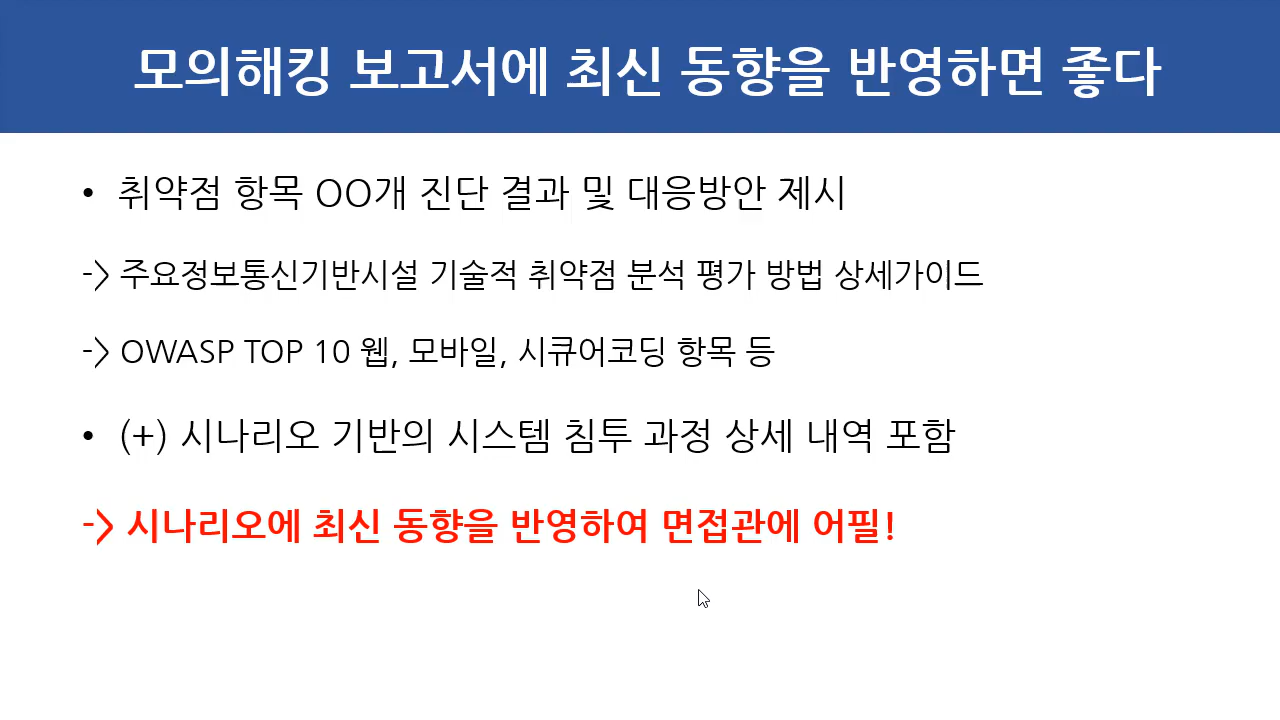 모의해킹 보고서에 최신 동향을 반영하면 좋다
• 취약점 항목 OO개 진단 결과 및 대응방안 제시
-> 주요정보통신기반시설 기술적 취약점 분석 평가 방법 상세가이드
-> OWASP TOP 10 웹, 모바일, 시큐어코딩 항목 등
• (+) 시나리오 기반의 시스템 침투 과정 상세 내역 포함
-> 시나리오에 최신 동향을 반영하여 면접관에 어필!